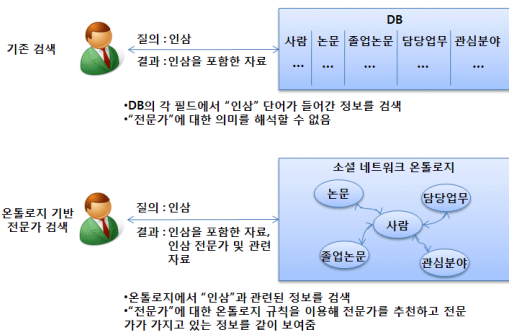 DB
기존 검색
질의 : 인삼
결과 : 인삼을 포함한 자료
사람 논문 졸업논문 담당업무 관심분야
... ... ... ... ...
•DB의 각 필드에서 "인삼" 단어가 들어간 정보를 검색
•"전문가"에 대한 의미를 해석할 수 없음
온톨로지 기반
전문가 검색
질의 : 인삼
결과 : 인삼을 포함한 자료,
인삼 전문가 및 관련
자료
소셜 네트워크 온톨로지
논문
담당업무
사람
졸업논문
관심분야
•온톨로지에서 "인삼"과 관련된 정보를 검색
•"전문가"에 대한 온톨로지 규칙을 이용해 전문가를 추천하고 전문
가가 가지고 있는 정보를 같이 보여줌